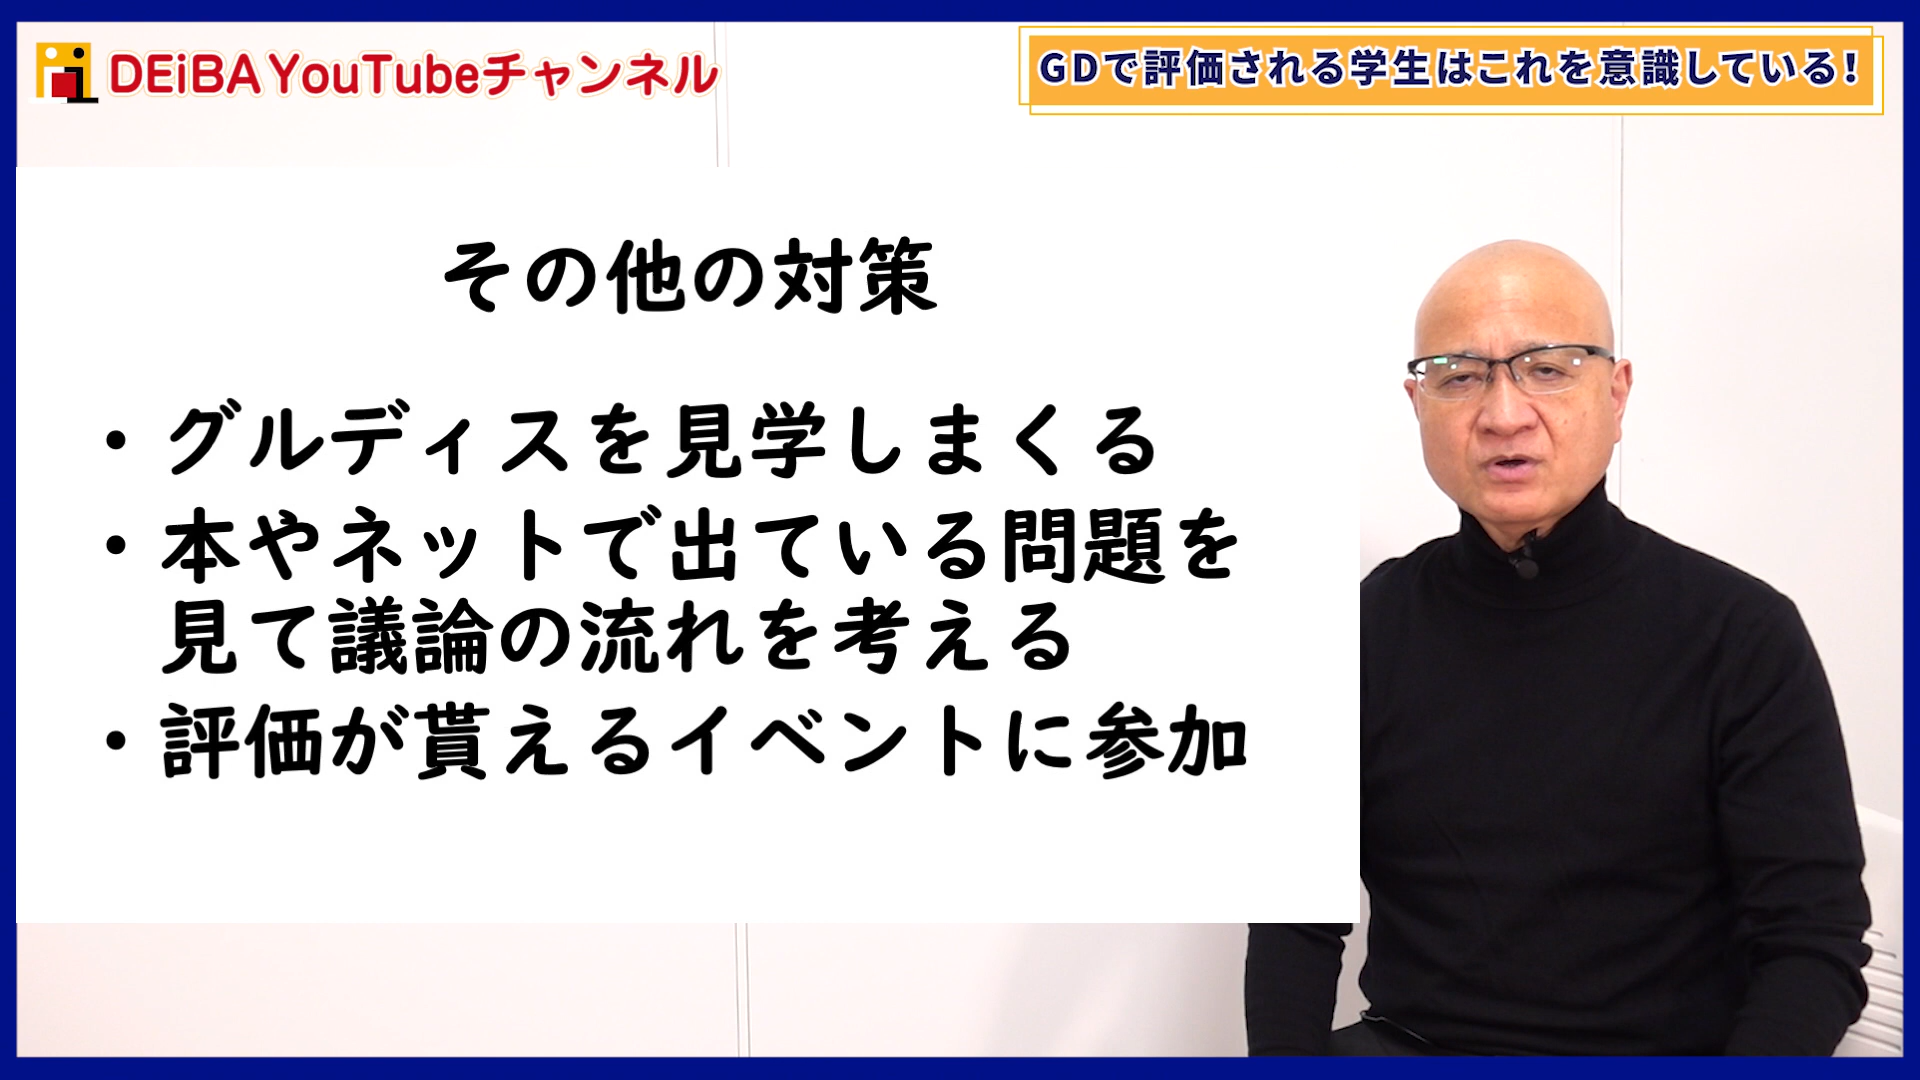 DEiBA YouTubeチャンネル
GDで評価される学生はこれを意識している！
その他の対策
・グルディスを見学しまくる
・本やネットで出ている問題を
見て議論の流れを考える
・評価が貰えるイベントに参加